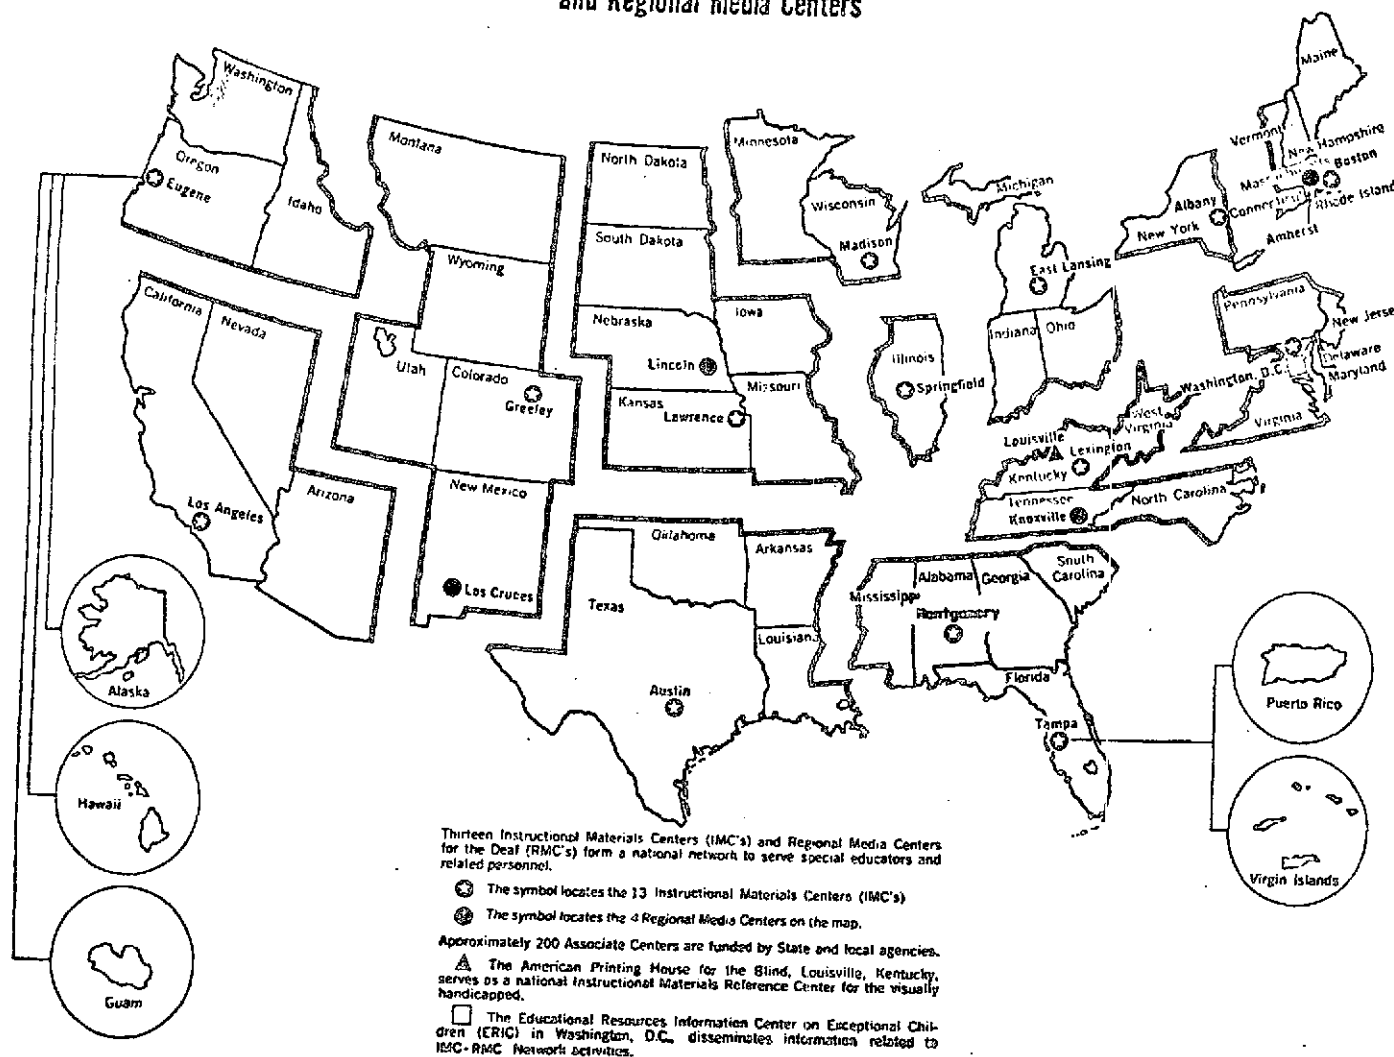 and Regional Media Centers
Maine
Washington
Montana
Minnesota
Vermont
New Hampshire
North Dakota
Oregon
Michigan
Boston
Eugene
Idaho
Wisconsin
Albany
Rhode Island
South Dakota
Madison
New York
Amherst
Wyoming
East Lansing
California
Nevada
Nebraska
Iowa
Indiana
Ohio
Pennsylvania
New Jerse
Utah
Colorado
Lincoln
Illinois
Delaware
Missouri
Springfield
Washington, D.C.
Maryland
Greeley
Kansas
Lawrence
West
Virginia
Virginia
Louisville
Lexington
Kentucky
Los Angeles
Arizona
New Mexico
Tennessee
North Carolina
Knoxville
Oklahoma
Arkansas
South
Carolina
Alabama
Georgia
Las Cruces
Texas
Mississippi
Montgomery
Louisiana
Florida
Alaska
Austin
Tampa
Puerto Rico
Hawaii
Virgin Islands
Guam
Thirteen Instructional Materials Centers (IMC's) and Regional Media Centers
for the Deaf (RMC's) form a national network to serve special educators and
related personnel.
The symbol locates the 13 Instructional Materials Centers (IMC's)
The symbol locates the 4 Regional Media Centers on the map.
Approximately 200 Associate Centers are funded by State and local agencies.
The American Printing House for the Blind, Louisville, Kentucky,
serves as a national Instructional Materials Reference Center for the visually
handicapped.
The Educational Resources Information Center on Exceptional Chil-
dren (ERIC) in Washington, D.C., disseminates information related to
IMC-RMC Network activities.